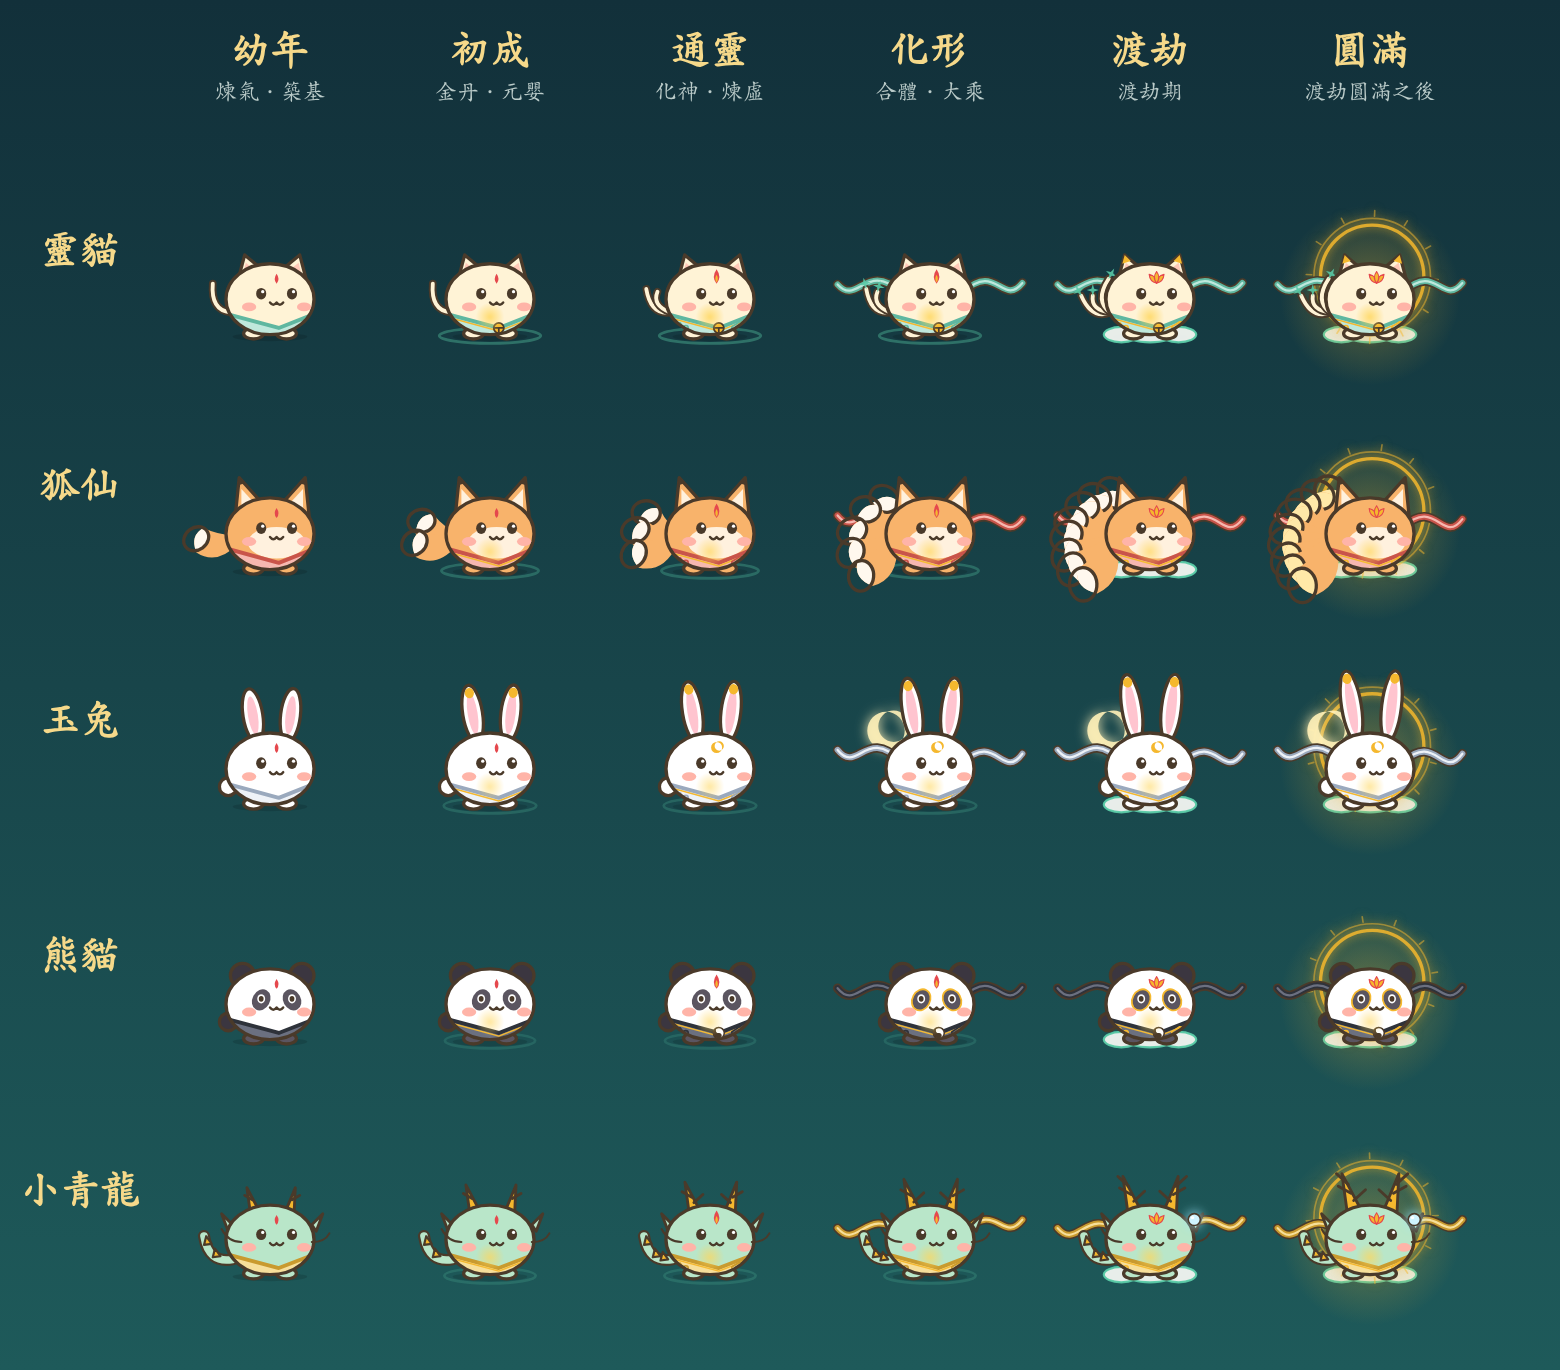 幼年 初成 通靈 化形 渡劫 圓滿
煉氣·築基 金丹·元嬰 化神·煉虛 合體·大乘 渡劫期 渡劫圓滿之後
靈貓
狐仙
玉兔
熊貓
小青龍